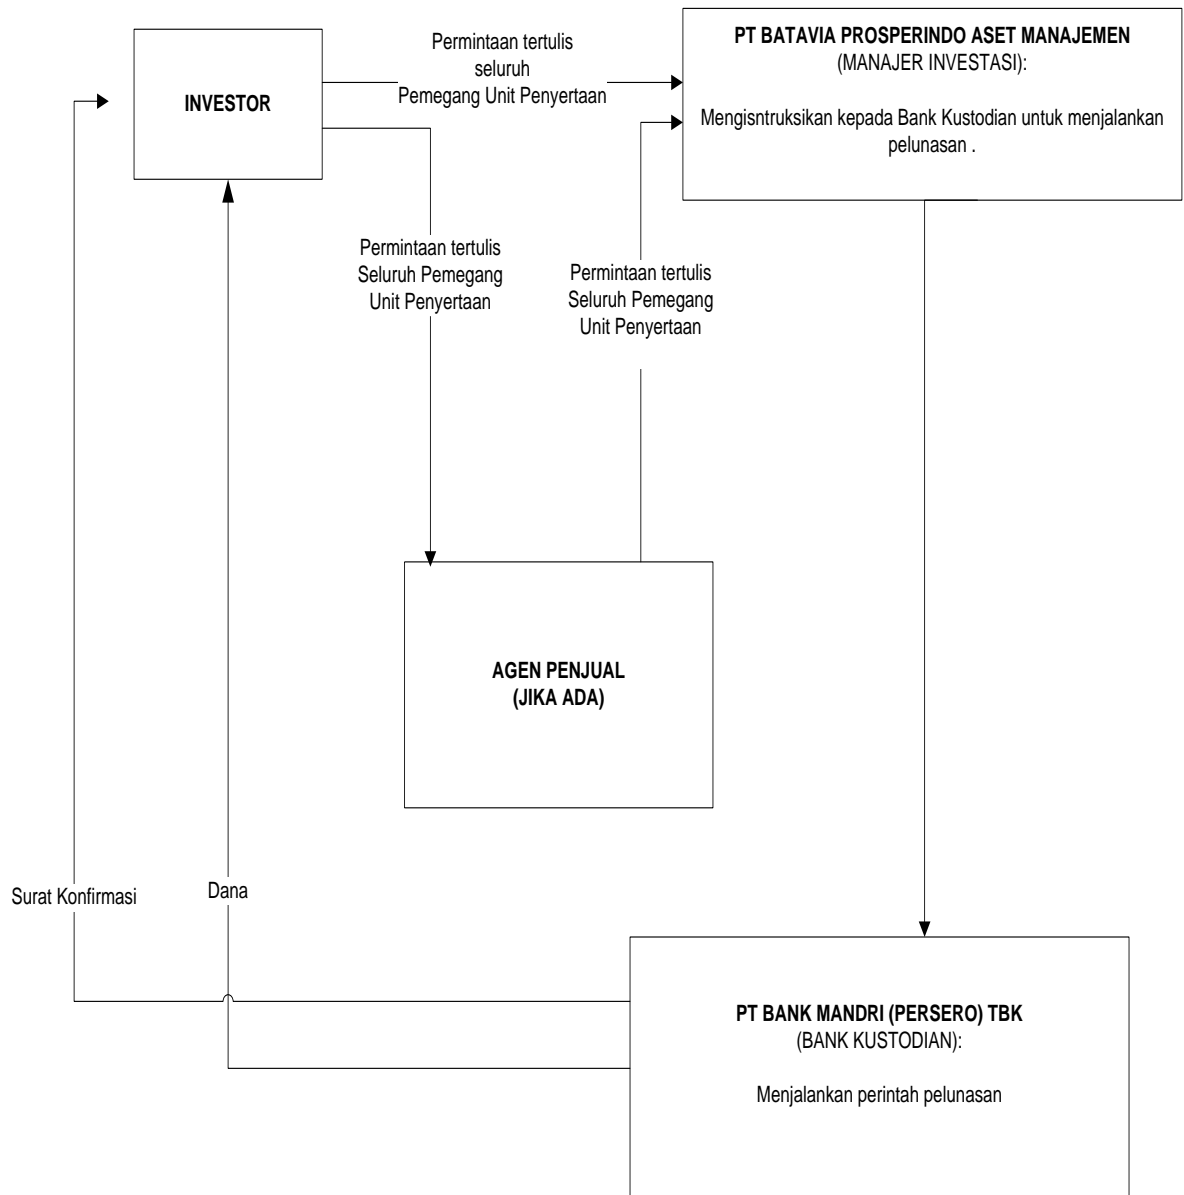 Permintaan tertulis
seluruh
Pemegang Unit Penyertaan
INVESTOR
PT BATAVIA PROSPERINDO ASET MANAJEMEN
(MANAJER INVESTASI):
Mengisntruksikan kepada Bank Kustodian untuk menjalankan
pelunasan .
Permintaan tertulis
Seluruh Pemegang
Unit Penyertaan
Permintaan tertulis
Seluruh Pemegang
Unit Penyertaan
AGEN PENJUAL
(JIKA ADA)
Surat Konfirmasi
Dana
PT BANK MANDRI (PERSERO) TBK
(BANK KUSTODIAN):
Menjalankan perintah pelunasan